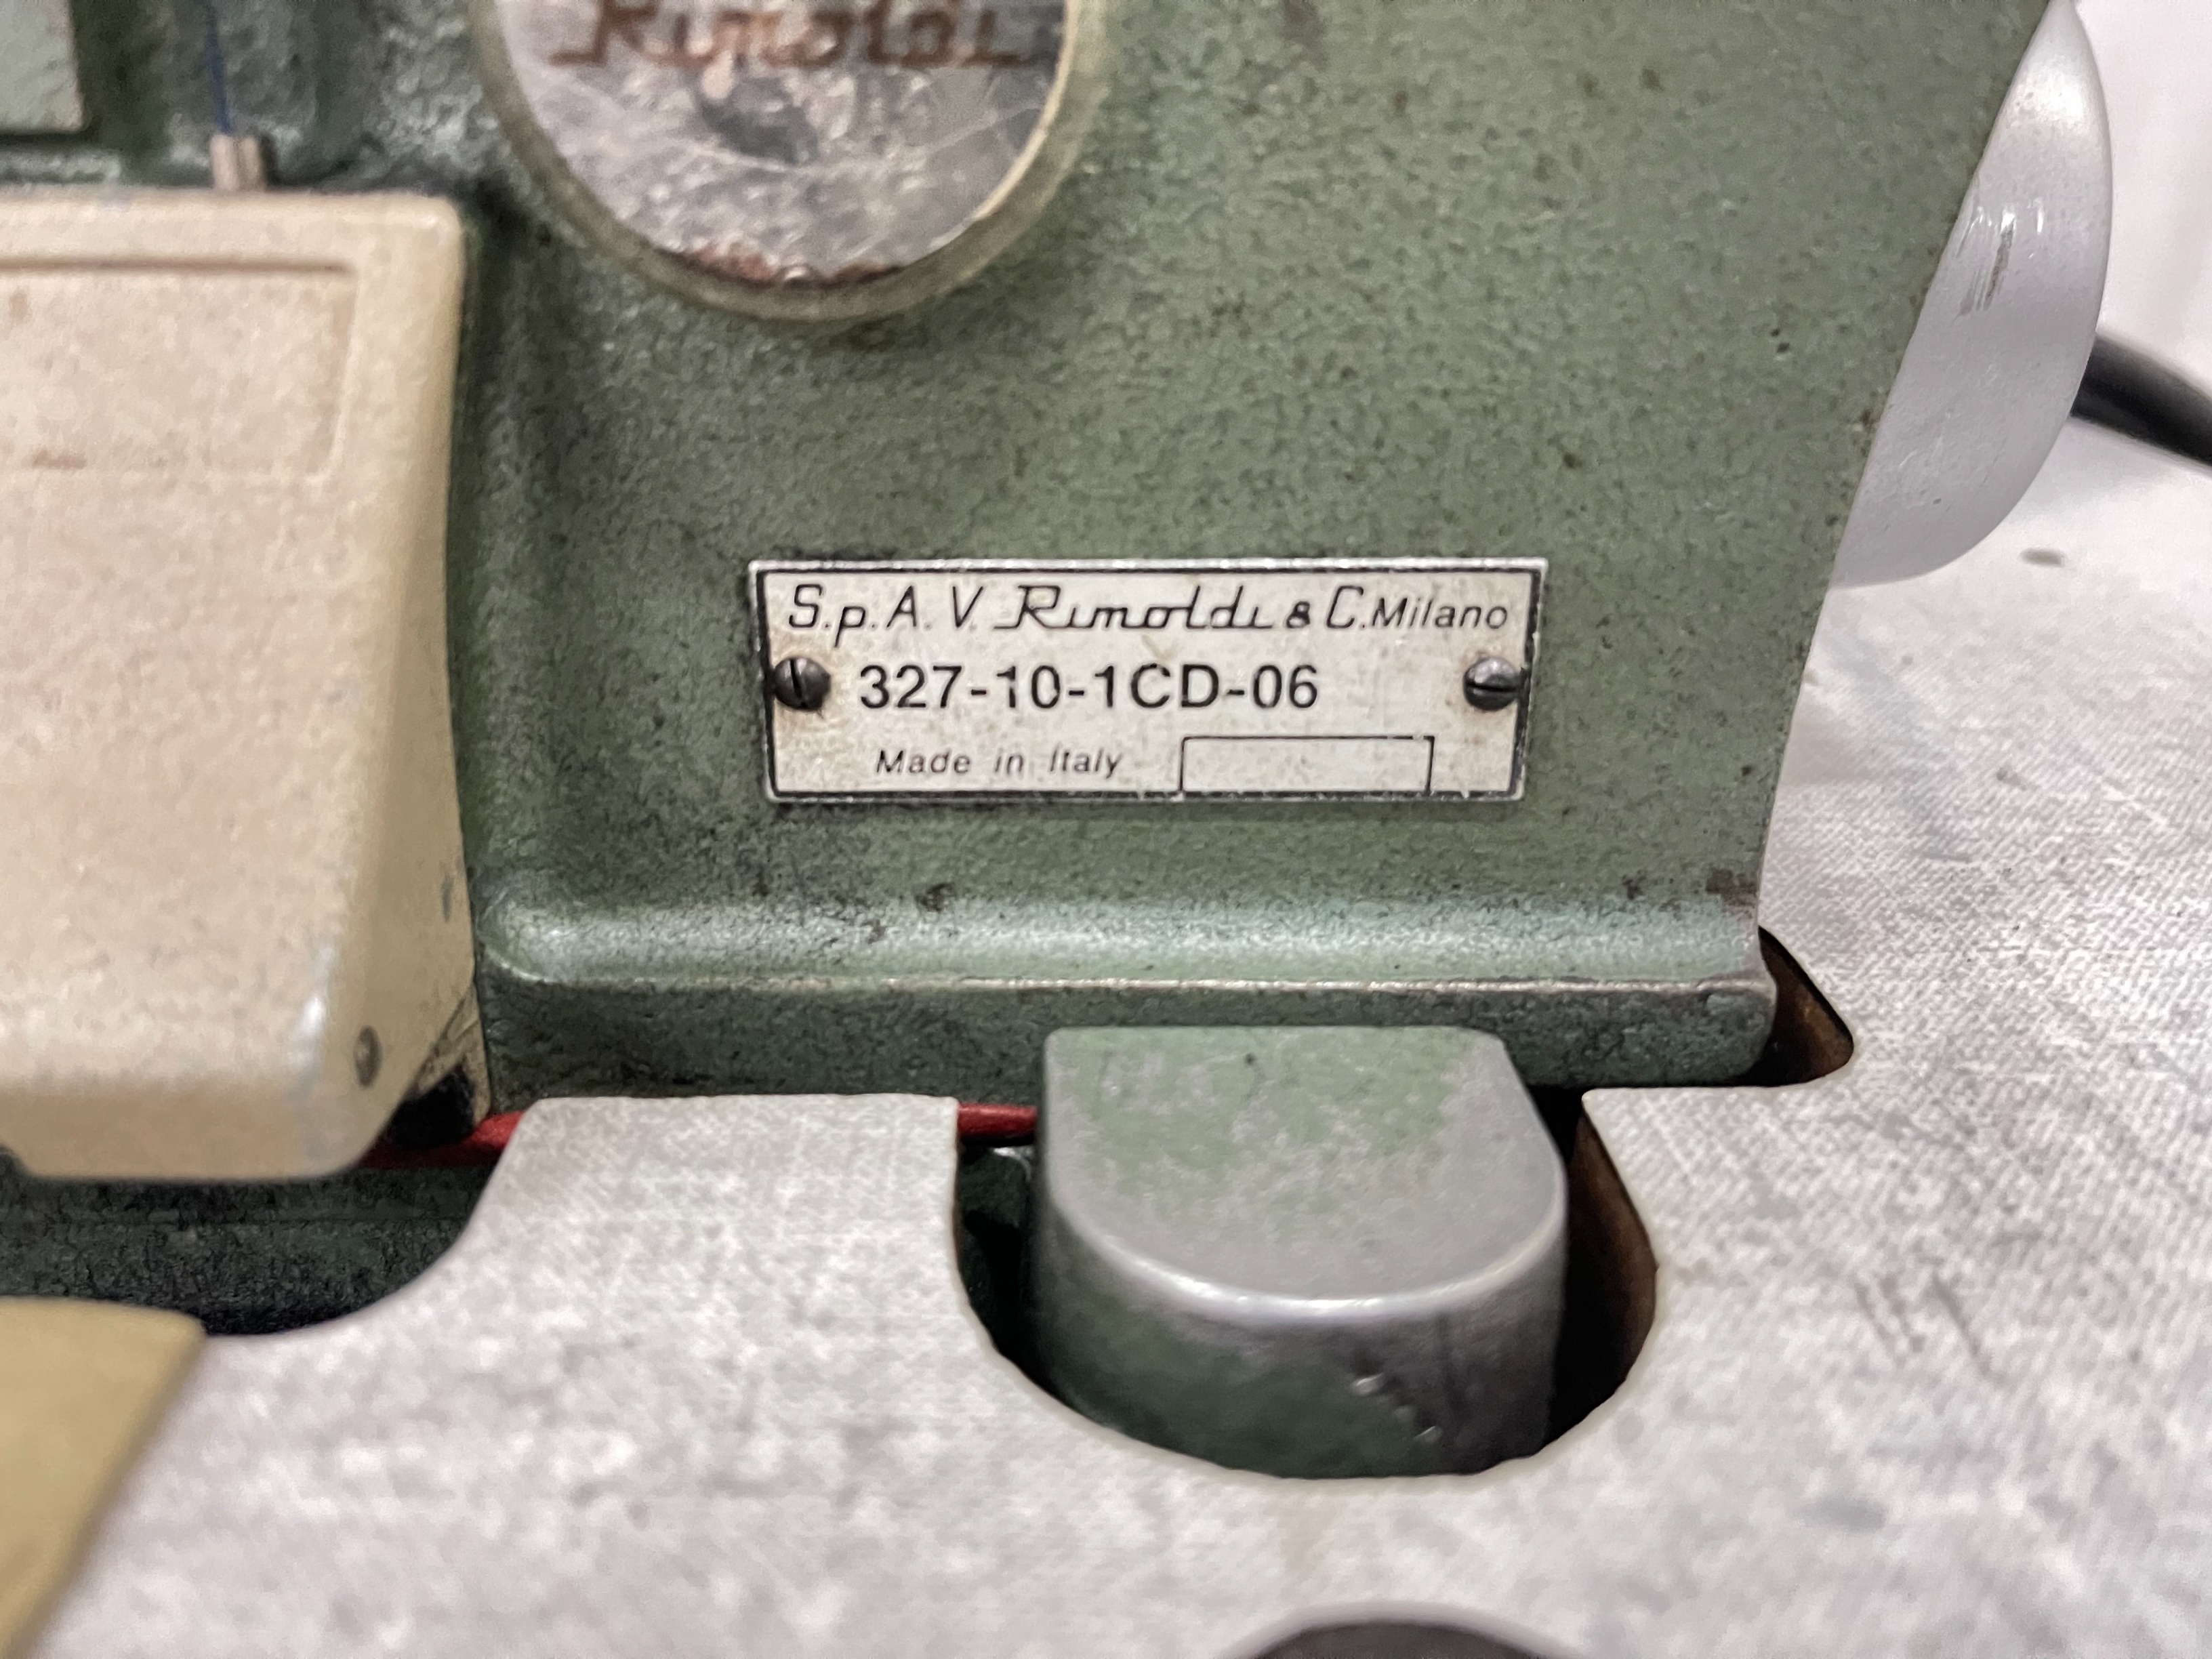 Rimoldi
S.p.A. V. Rimoldi & C. Milano
327-10-1CD-06
Made in Italy